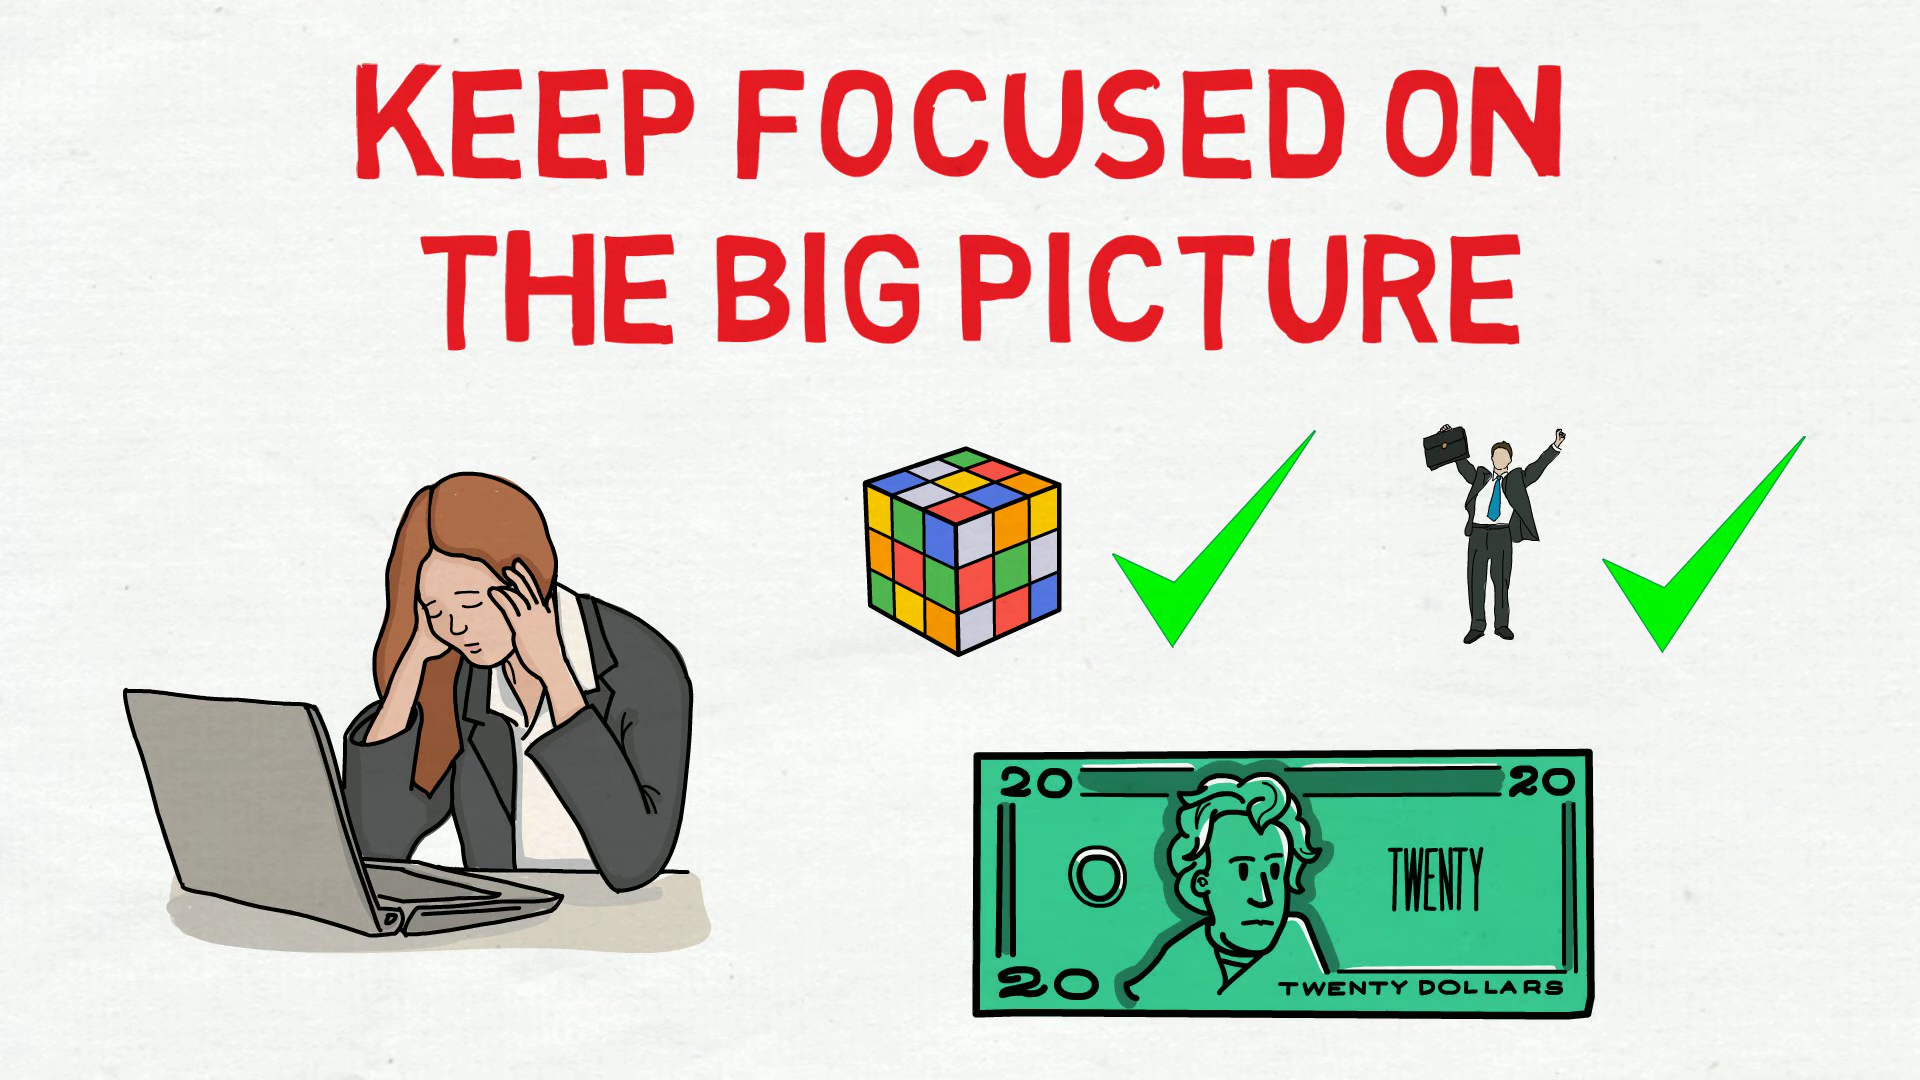 KEEP FOCUSED ON
THE BIG PICTURE
20 20
TWENTY
20 TWENTY DOLLARS